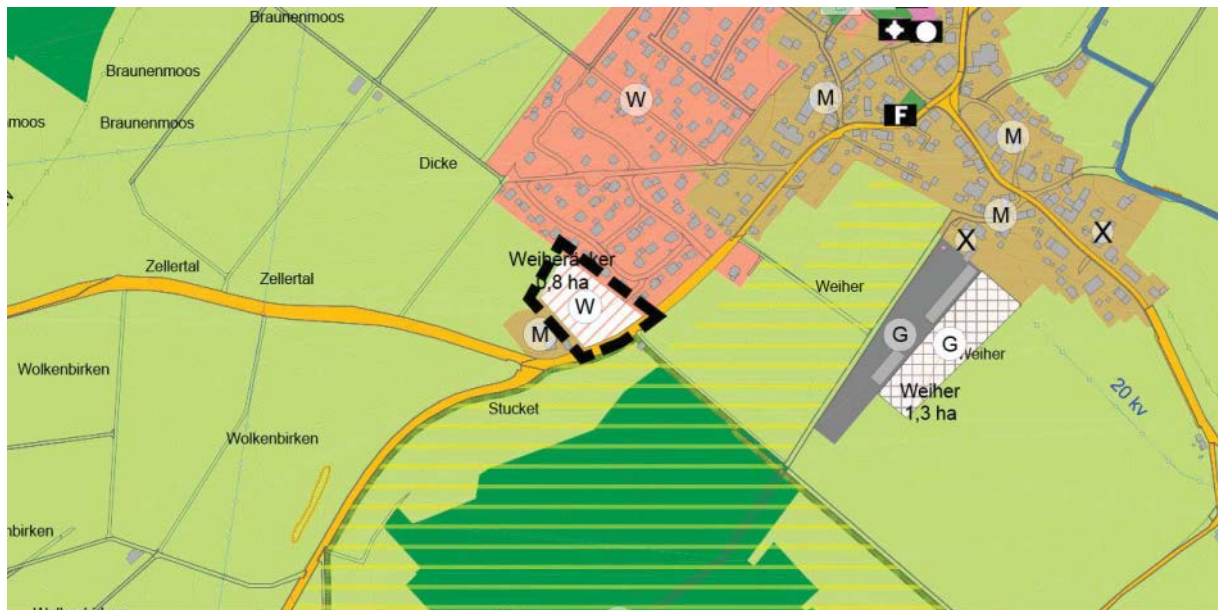 Braunenmoos
Braunenmoos
moos
Braunenmoos
W
M
F
M
Dicke
M
X
X
Zellertal
Zellertal
Weiheräcker
0,8 ha
W
M
Weiher
G
G
Weiher
Weiher
1,3 ha
20 kv
Wolkenbirken
Stucket
Wolkenbirken
nbirken